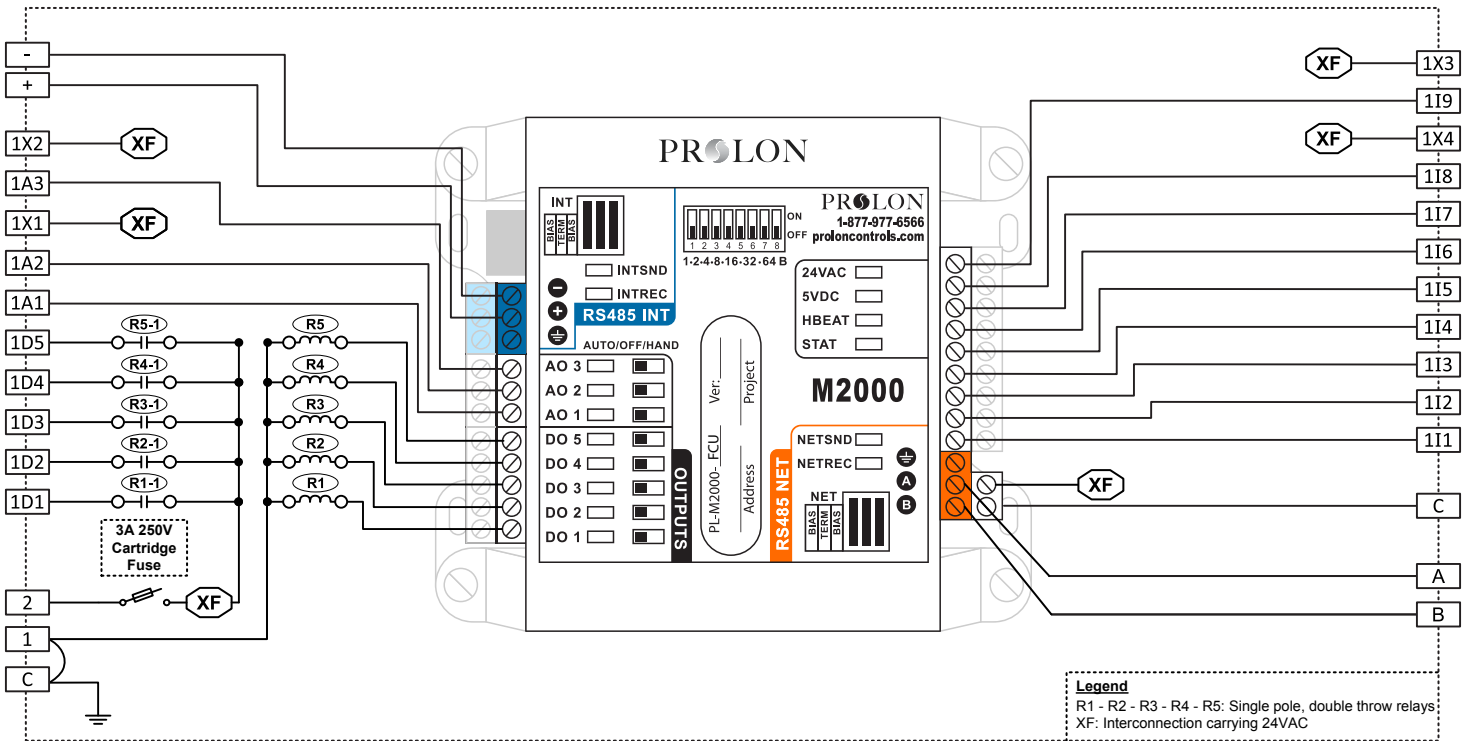 -
+
1X2
XF
1A3
1X1
XF
1A2
1A1
1D5
R5-1
R5
1D4
R4-1
R4
1D3
R3-1
R3
1D2
R2-1
R2
1D1
R1-1
R1
3A 250V
Cartridge
Fuse
2
XF
1
C
PROLON
INT
BIAS
TERM
BIAS
INTSND
INTREC
RS485 INT
AUTO/OFF/HAND
AO 3
AO 2
AO 1
DO 5
DO 4
DO 3
DO 2
DO 1
OUTPUTS
ON
OFF
1 2 3 4 5 6 7 8
1·2·4·8·16·32·64 B
PROLON
1-877-977-6566
proloncontrols.com
24VAC
5VDC
HBEAT
STAT
PL-M2000-_FCU Ver:____
Address Project
M2000
RS485 NET
NETSND
NETREC
A
B
NET
BIAS
TERM
BIAS
XF
1X3
1I9
XF
1X4
1I8
1I7
1I6
1I5
1I4
1I3
1I2
1I1
XF
C
A
B
Legend
R1 - R2 - R3 - R4 - R5: Single pole, double throw relays
XF: Interconnection carrying 24VAC